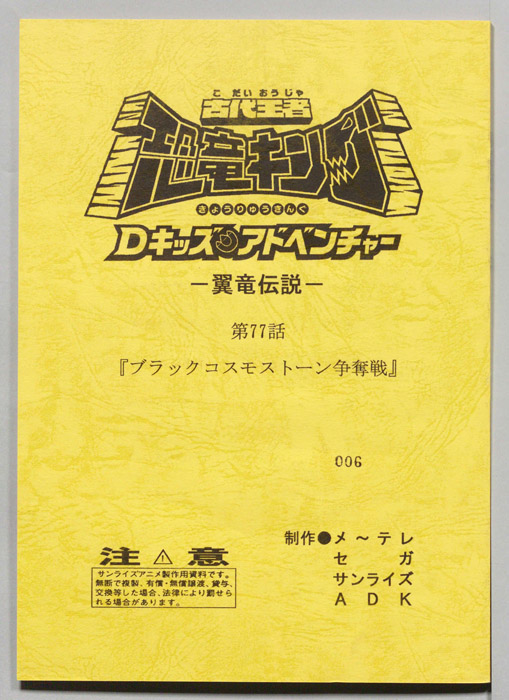 こだいおうじゃ
古代王者
恐竜キング
きょうりゅうきんぐ
Dキッズアドベンチャー
－翼竜伝説－
第77話
『ブラックコスモストーン争奪戦』
006
制作●メ～テレ
セガ
サンライズ
ADK
注⚠意
サンライズアニメ製作用資料です。
無断で複製、有償・無償譲渡、貸与、
交換等した場合、法律により罰せら
れる場合があります。